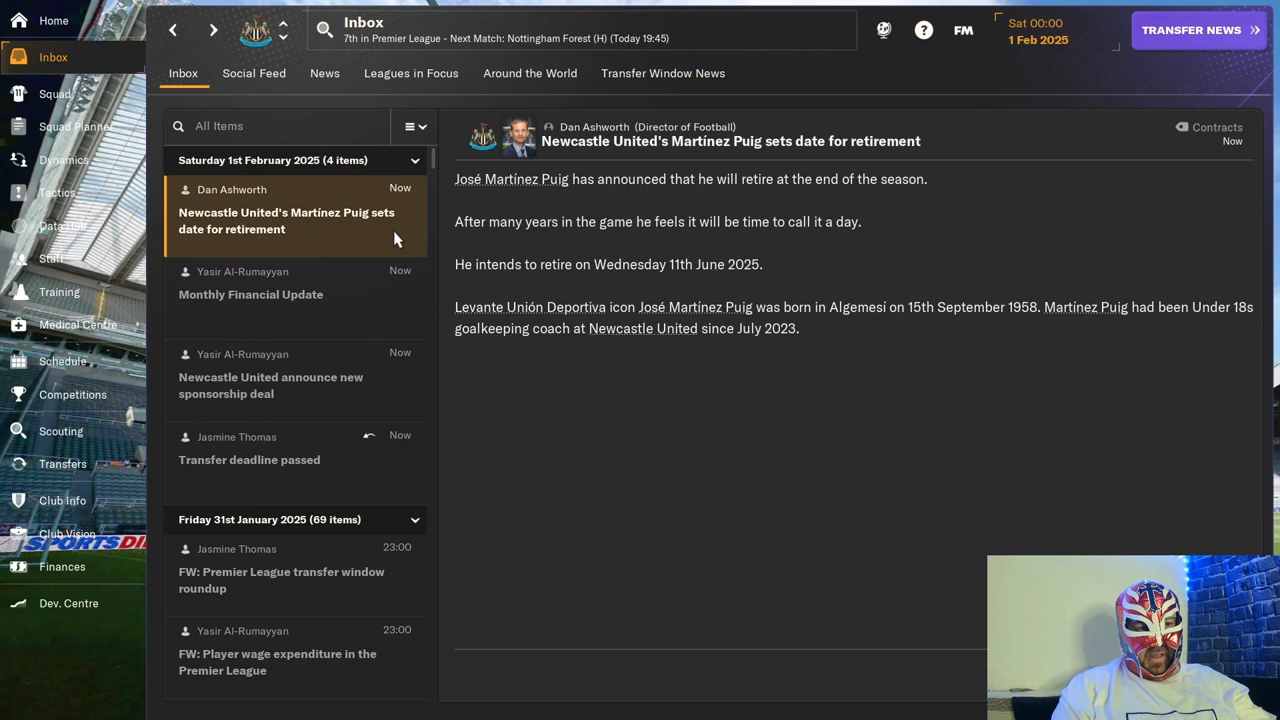 Home
Inbox
Squad
Squad Planner
Dynamics
Tactics
Staff
Training
Medical Centre
Schedule
Competitions
Scouting
Transfers
Club Info
Club Vision
SPORTS DI
Finances
Dev. Centre
Inbox
7th in Premier League - Next Match: Nottingham Forest (H) (Today 19:45)
?
FM
Sat 00:00
1 Feb 2025
TRANSFER NEWS
Inbox
Social Feed
News
Leagues in Focus
Around the World
Transfer Window News
All Items
Saturday 1st February 2025 (4 items)
Dan Ashworth
Now
Newcastle United's Martínez Puig sets
date for retirement
Yasir Al-Rumayyan
Now
Monthly Financial Update
Yasir Al-Rumayyan
Now
Newcastle United announce new
sponsorship deal
Jasmine Thomas
Now
Transfer deadline passed
Friday 31st January 2025 (69 items)
Jasmine Thomas
23:00
FW: Premier League transfer window
roundup
Yasir Al-Rumayyan
23:00
FW: Player wage expenditure in the
Premier League
Dan Ashworth (Director of Football)
Newcastle United's Martínez Puig sets date for retirement
Contracts
Now
José Martínez Puig has announced that he will retire at the end of the season.
After many years in the game he feels it will be time to call it a day.
He intends to retire on Wednesday 11th June 2025.
Levante Unión Deportiva icon José Martínez Puig was born in Algemesí on 15th September 1958. Martínez Puig had been Under 18s
goalkeeping coach at Newcastle United since July 2023.